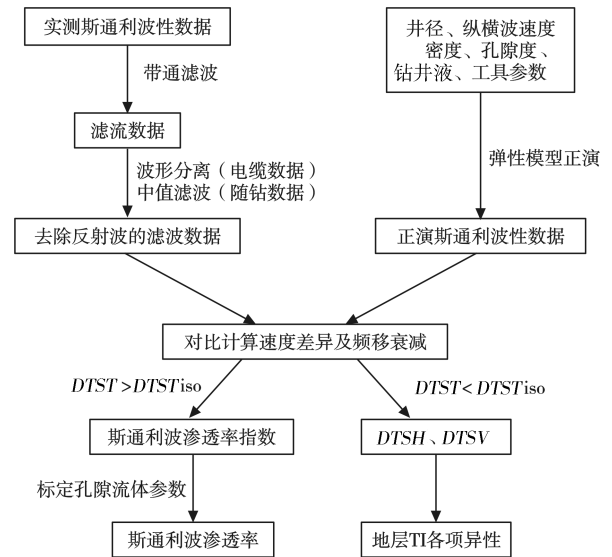 实测斯通利波性数据
井径、纵横波速度
密度、孔隙度、
钻井液、工具参数
带通滤波
滤流数据
弹性模型正演
波形分离（电缆数据）
中值滤波（随钻数据）
去除反射波的滤波数据
正演斯通利波性数据
对比计算速度差异及频移衰减
DTST>DTSTiso
DTST<DTSTiso
斯通利波渗透率指数
DTSH、DTSV
标定孔隙流体参数
斯通利波渗透率
地层TI各项异性